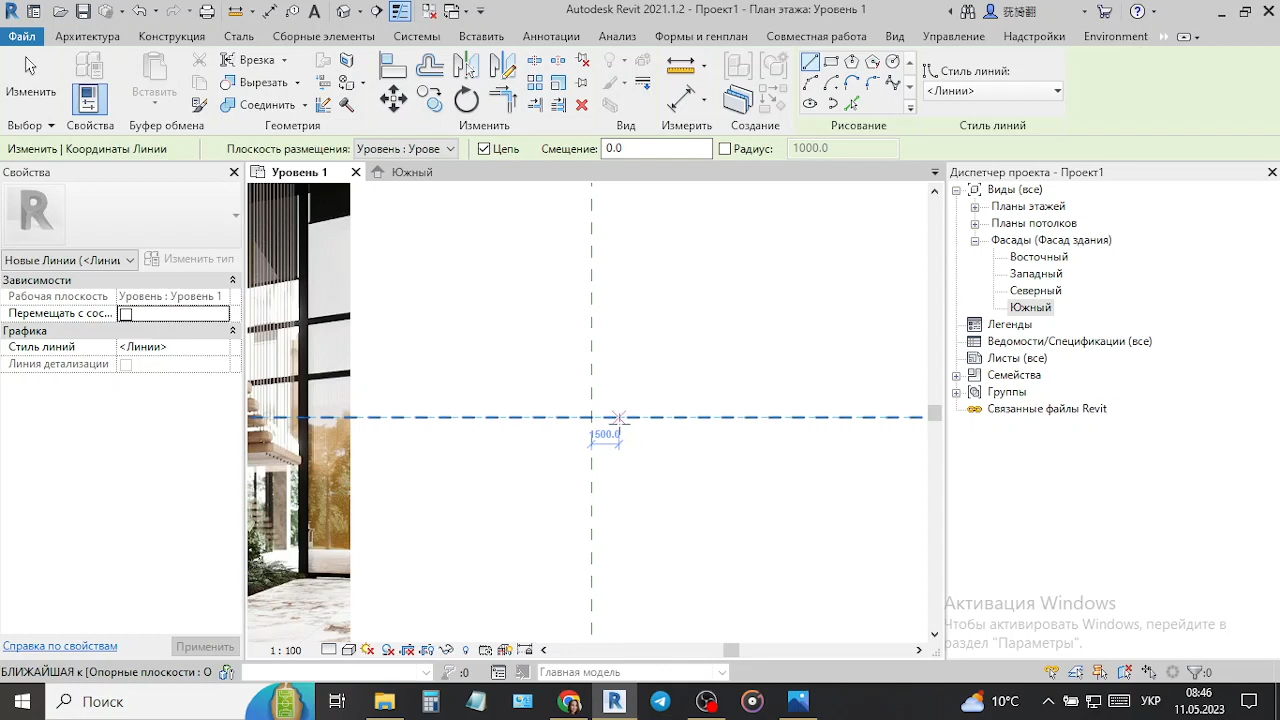 Autodesk Revit 2021.1.2 - Проект1 - План этажа: Уровень 1
Файл Архитектура Конструкция Сталь Сборные элементы Системы Вставить Аннотации Анализ Формы и генплан Совместная работа Вид Управление Надстройки Environment
Изменить Вставить Врезка Вырезать Соединить
Стиль линий:
<Линии>
Выбор Свойства Буфер обмена Геометрия Изменить Вид Измерить Создание Рисование Стиль линий
Изменить | Координаты Линии Плоскость размещения: Уровень : Урове Цепь Смещение: 0.0 Радиус: 1000.0
Свойства
Уровень 1 Южный
Диспетчер проекта - Проект1
R
Новые Линии (<Линии Изменить тип
Зависимости
Рабочая плоскость Уровень : Уровень 1
Перемещать с сос...
Графика
Стиль линий <Линии>
Линия детализации
Справка по свойствам Применить
1500.0
Виды (все)
Планы этажей
Планы потолков
Фасады (Фасад здания)
Восточный
Западный
Северный
Южный
Легенды
Ведомости/Спецификации (все)
Листы (все)
Семейства
Группы
Связанные файлы Revit
Активация Windows
Чтобы активировать Windows, перейдите в
раздел "Параметры".
: 100
БЛИЖАЙШАЯ к [Опорные плоскости : О :0 Главная модель :0
Поиск
10°C УКР 08:46
11.05.2023